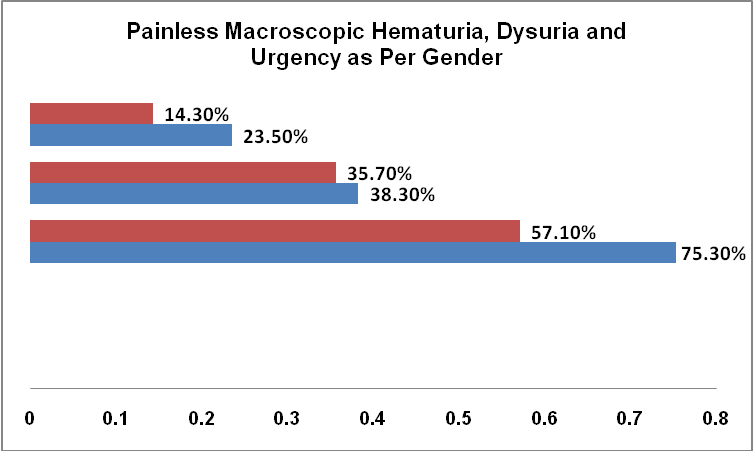 Painless Macroscopic Hematuria, Dysuria and
Urgency as Per Gender
14.30%
23.50%
35.70%
38.30%
57.10%
75.30%
0 0.1 0.2 0.3 0.4 0.5 0.6 0.7 0.8